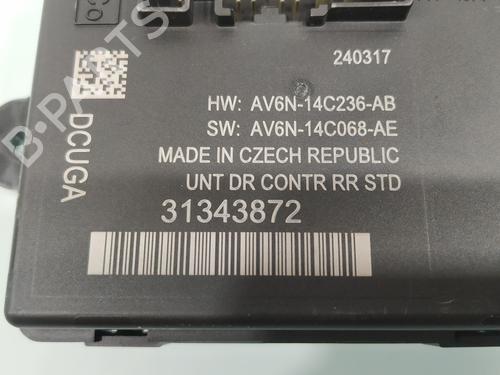 CO
240317
HW: AV6N-14C236-AB
SW: AV6N-14C068-AE
MADE IN CZECH REPUBLIC
UNT DR CONTR RR STD
31343872
DCUGA
B-PARTS